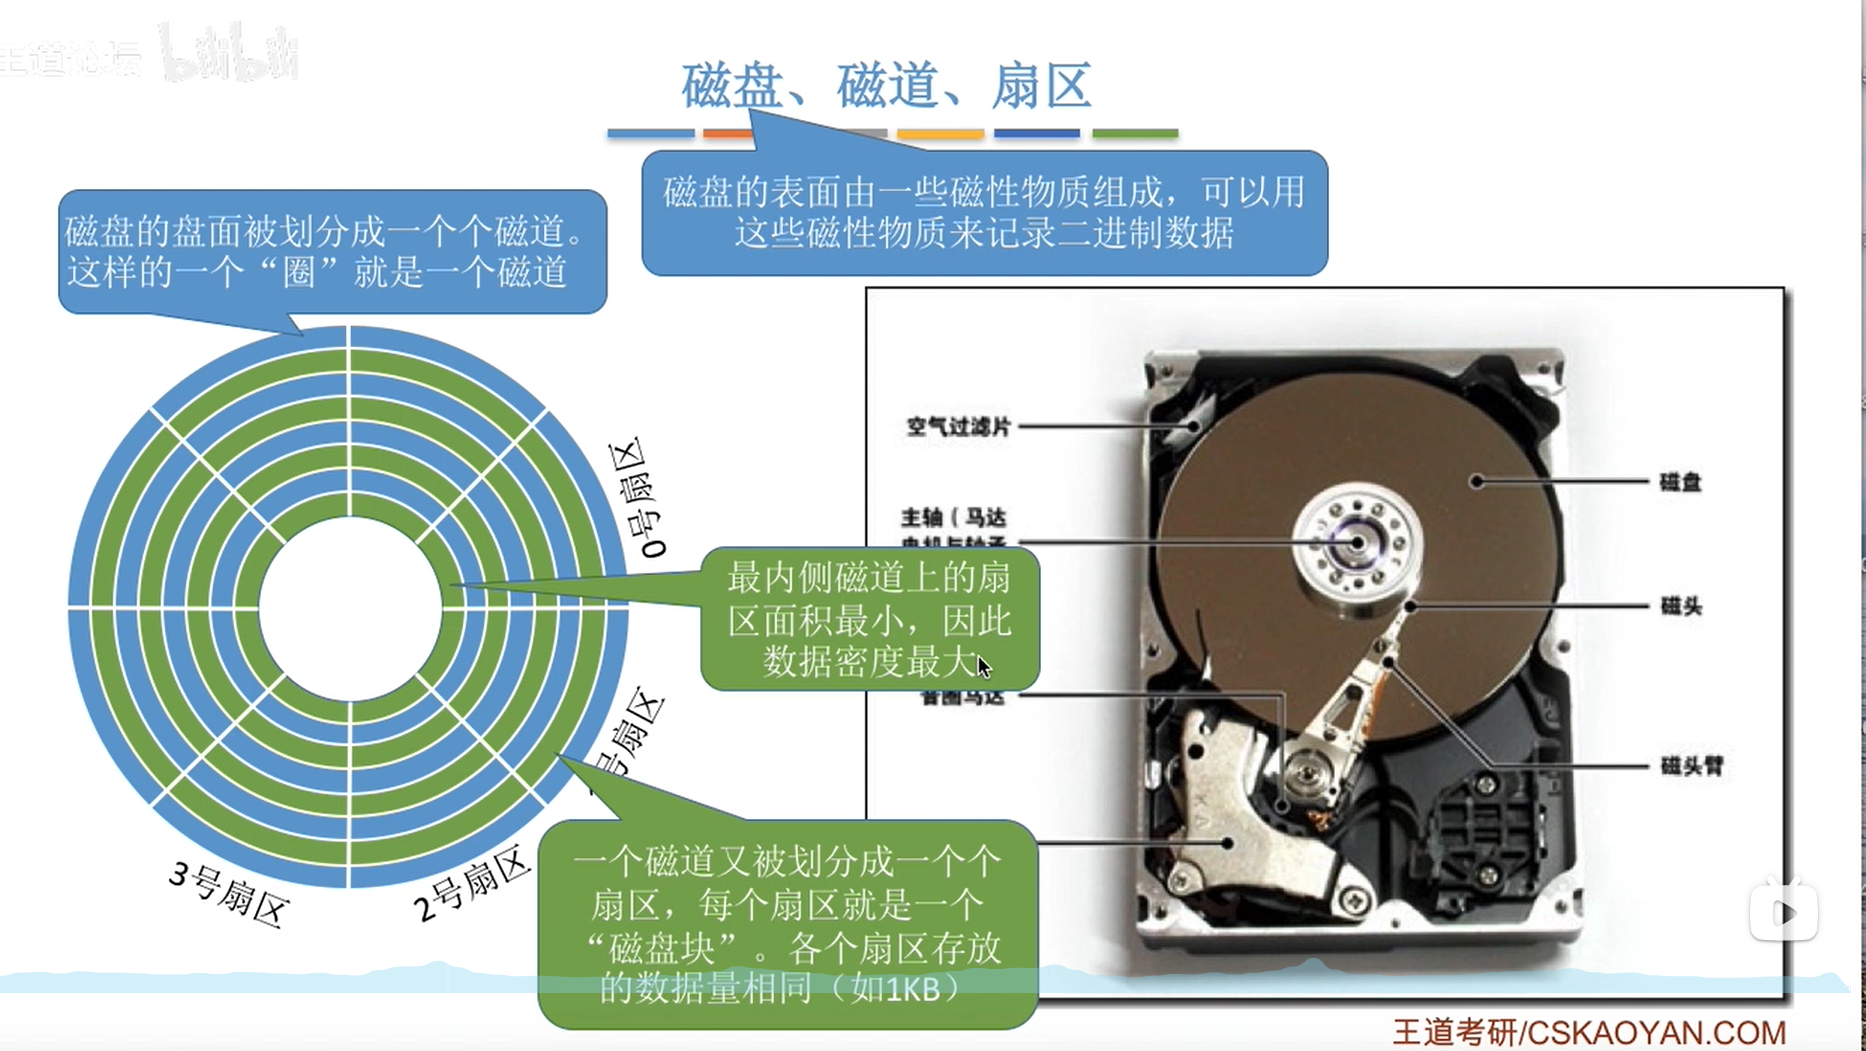 王道论坛 bilibili
磁盘、磁道、扇区
磁盘的表面由一些磁性物质组成，可以用
这些磁性物质来记录二进制数据
磁盘的盘面被划分成一个个磁道。
这样的一个“圈”就是一个磁道
0号扇区
号扇区
2号扇区
3号扇区
最内侧磁道上的扇
区面积最小，因此
数据密度最大
一个磁道又被划分成一个个
扇区，每个扇区就是一个
“磁盘块”。各个扇区存放
的数据量相同（如1KB）
空气过滤片
主轴（马达
电机与轴承
音圈马达
磁盘
磁头
磁头臂
王道考研/CSKAOYAN.COM